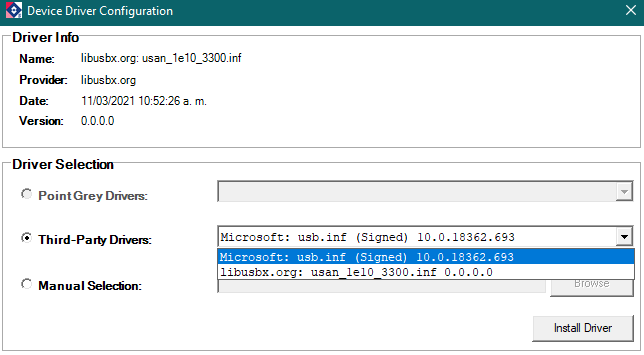 Device Driver Configuration
Driver Info
Name: libusbx.org: usan_1e10_3300.inf
Provider: libusbx.org
Date: 11/03/2021 10:52:26 a. m.
Version: 0.0.0.0
Driver Selection
Point Grey Drivers:
Third-Party Drivers: Microsoft: usb.inf (Signed) 10.0.18362.693
Microsoft: usb.inf (Signed) 10.0.18362.693
libusbx.org: usan_1e10_3300.inf 0.0.0.0
Manual Selection: Browse
Install Driver